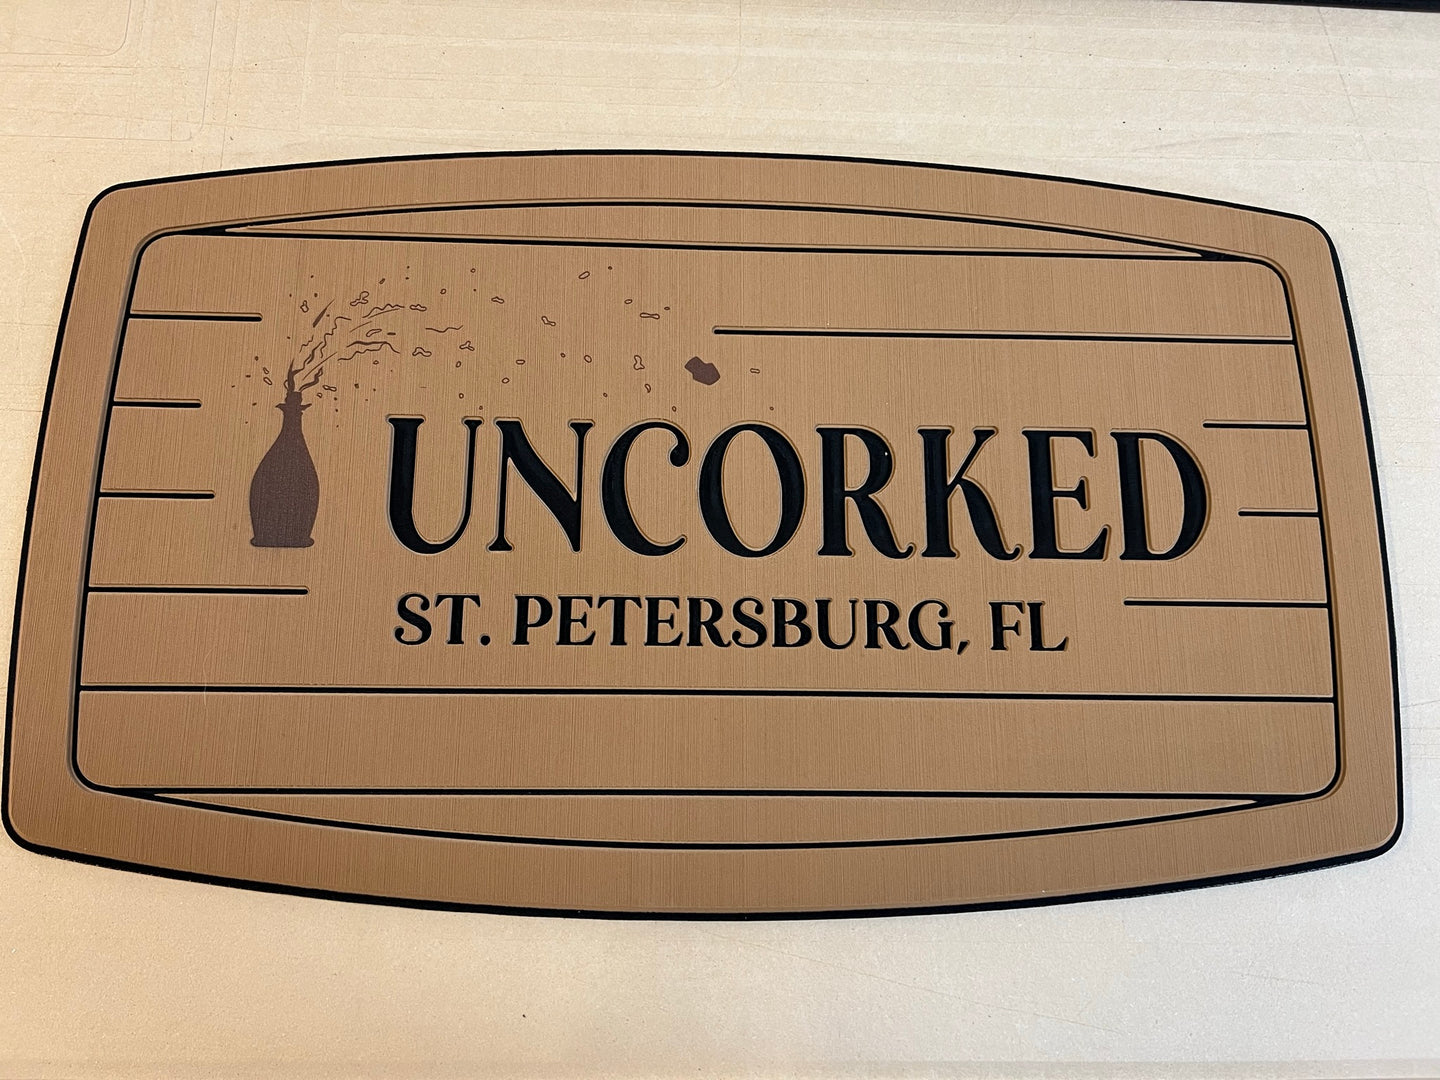 UNCORKED
ST. PETERSBURG, FL